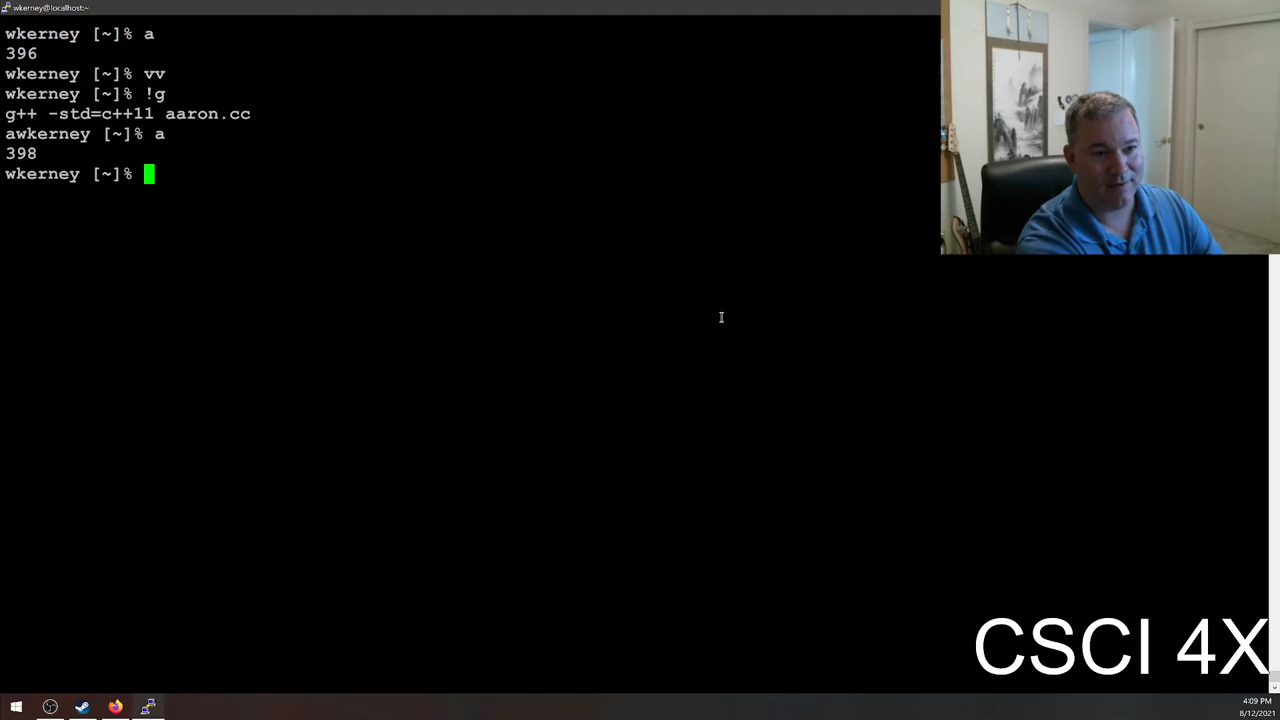 wkerney@localhost:~
wkerney [~]% a
396
wkerney [~]% vv
wkerney [~]% !g
g++ -std=c++11 aaron.cc
awkerney [~]% a
398
wkerney [~]%
CSCI 4X
4:09 PM
8/12/2021